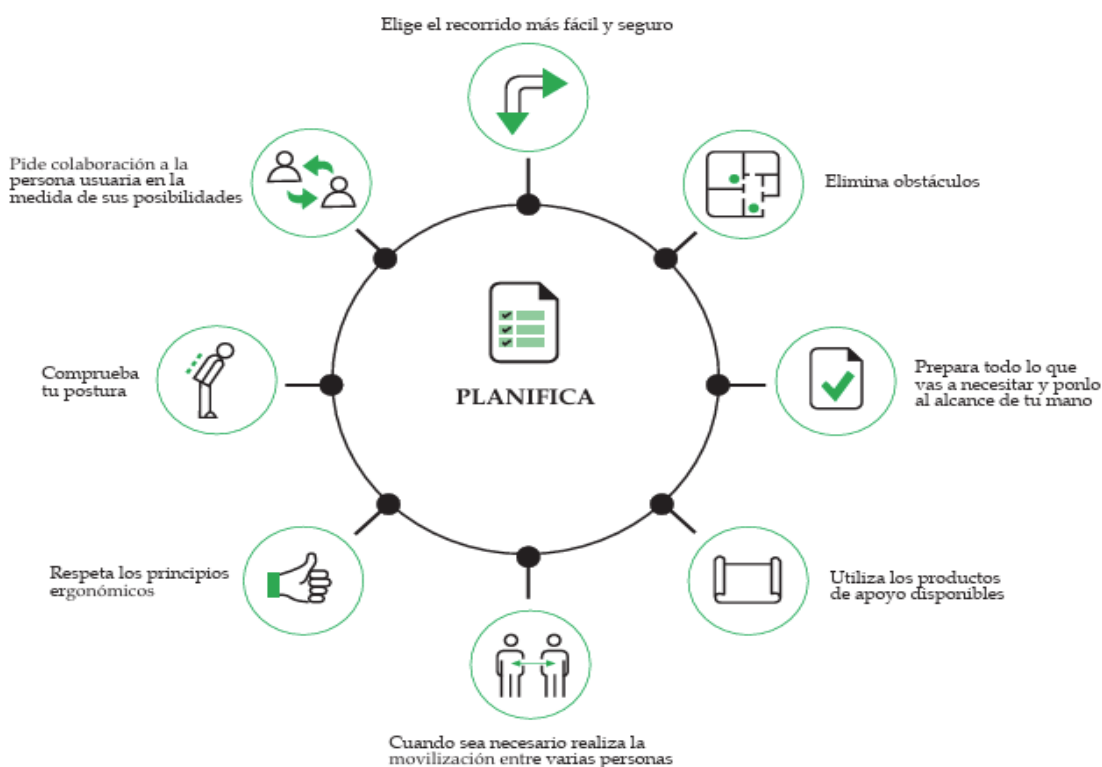 Elige el recorrido más fácil y seguro
Pide colaboración a la
persona usuaria en la
medida de sus posibilidades
Elimina obstáculos
Comprueba
tu postura
PLANIFICA
Prepara todo lo que
vas a necesitar y ponlo
al alcance de tu mano
Respeta los principios
ergonómicos
Utiliza los productos
de apoyo disponibles
Cuando sea necesario realiza la
movilización entre varias personas